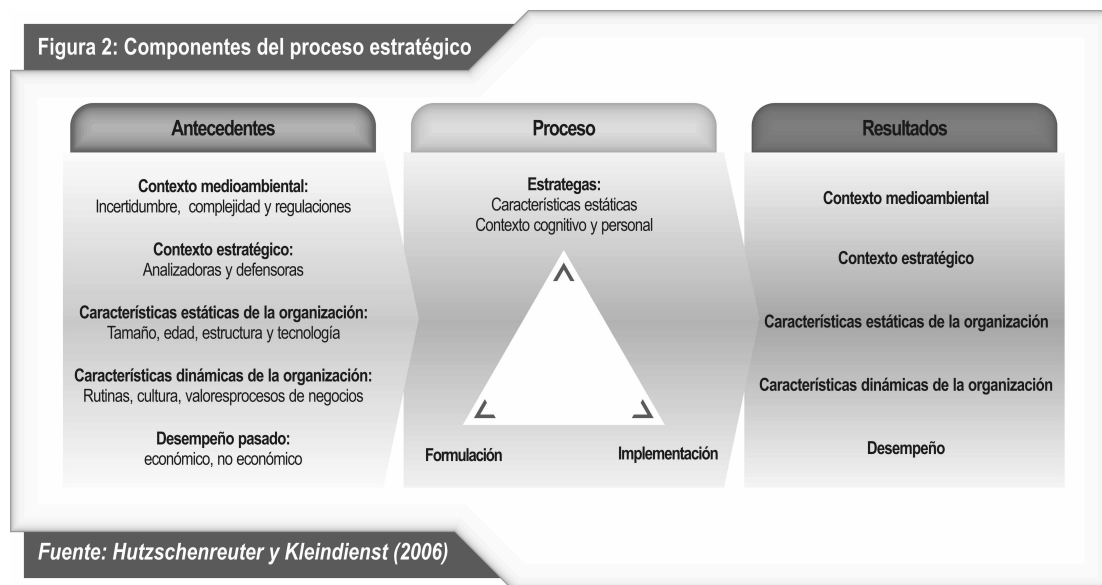 Figura 2: Componentes del proceso estratégico
Antecedentes
Contexto medioambiental:
Incertidumbre, complejidad y regulaciones
Contexto estratégico:
Analizadoras y defensoras
Características estáticas de la organización:
Tamaño, edad, estructura y tecnología
Características dinámicas de la organización:
Rutinas, cultura, valoresprocesos de negocios
Desempeño pasado:
económico, no económico
Proceso
Estrategas:
Características estáticas
Contexto cognitivo y personal
Formulación
Implementación
Resultados
Contexto medioambiental
Contexto estratégico
Características estáticas de la organización
Características dinámicas de la organización
Desempeño
Fuente: Hutzschenreuter y Kleindienst (2006)